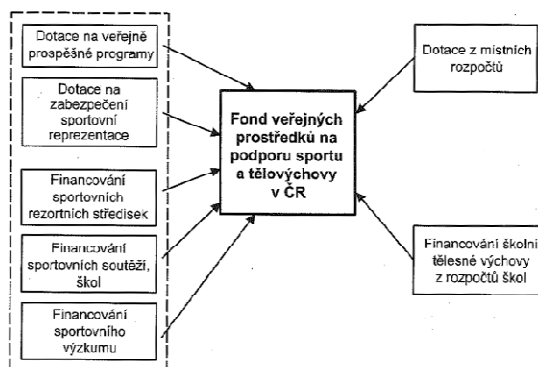 Dotace na veřejně
prospěšné programy
Dotace na
zabezpečení
sportovní
reprezentace
Financování
sportovních
rezortních středisek
Financování
sportovních soutěží,
škol
Financování
sportovního
výzkumu
Fond veřejných
prostředků na
podporu sportu
a tělovýchovy
v ČR
Dotace z místních
rozpočtů
Financování školní
tělesné výchovy
z rozpočtů škol